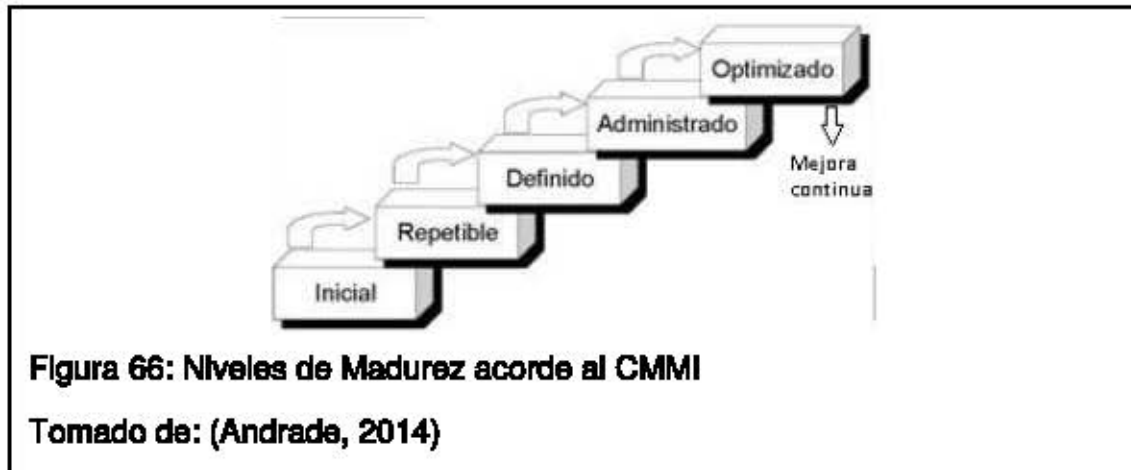 Optimizado
Administrado
Mejora
continua
Definido
Repetible
Inicial
Figura 66: Niveles de Madurez acorde al CMMI
Tomado de: (Andrade, 2014)